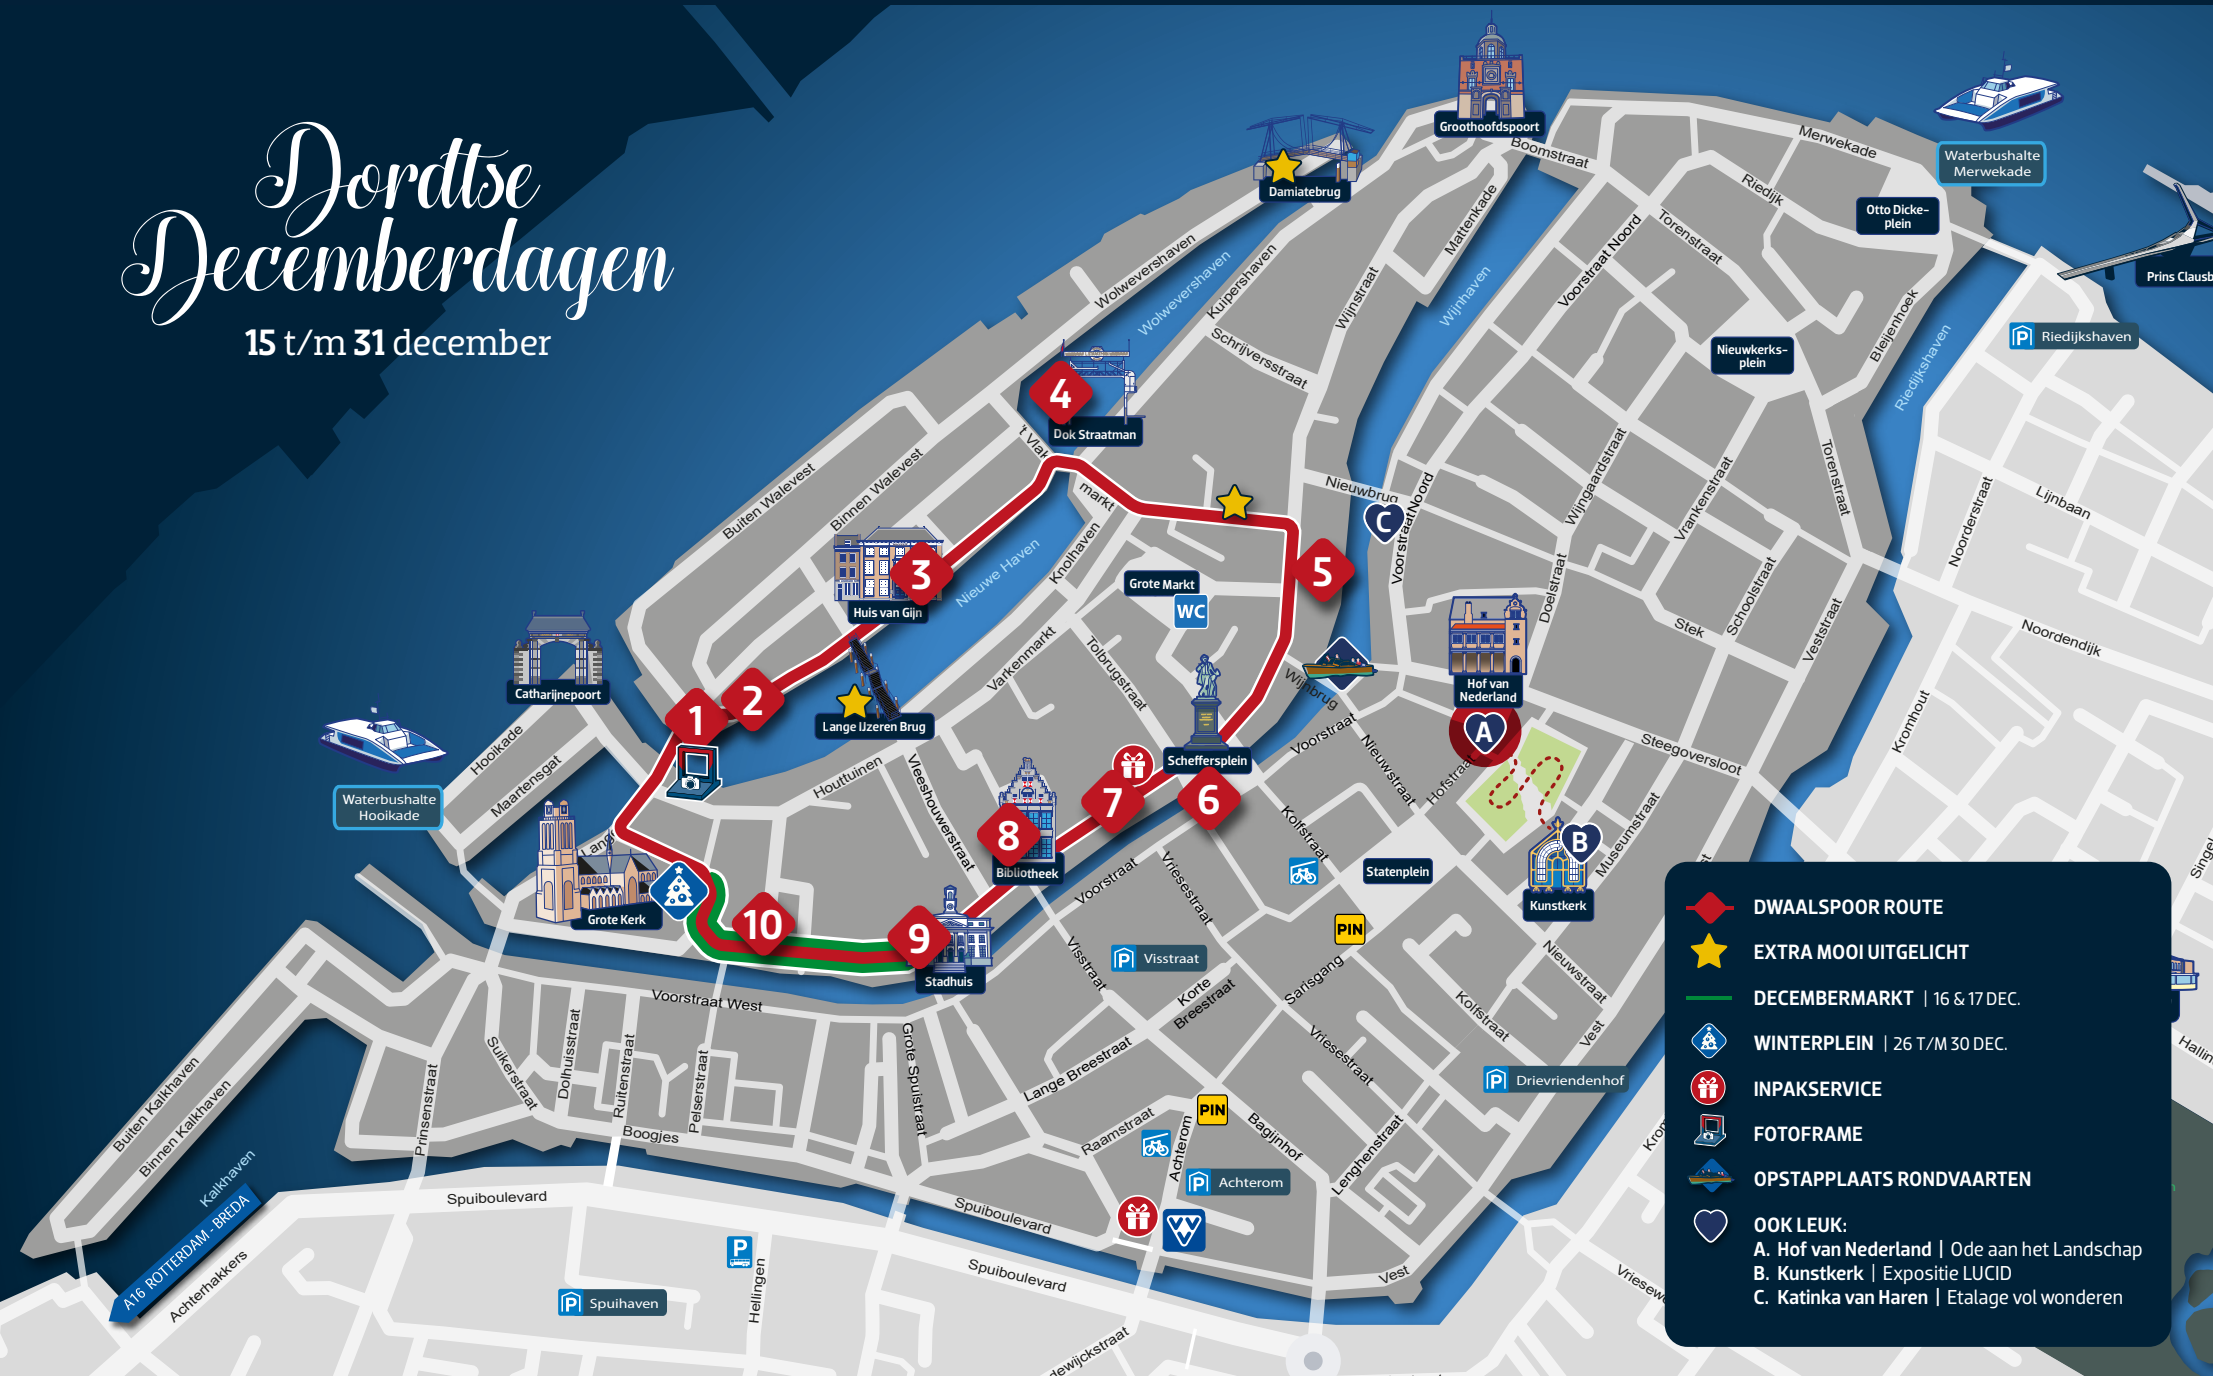 Dordtse
Decemberdagen
15 t/m 31 december
Groothoofdspoort
Damiatebrug
Boomstraat
Merwekade
Waterbushalte
Merwekade
Riedijk
Otto Dicke-
plein
Prins Clausb
Riedijkshaven
Riedijkshaven
Mattenkade
Wolwevershaven
Wolwevershaven
Kuipershaven
Wijnstraat
Wijnhaven
Voorstraat Noord
Torenstraat
Bleijenhoek
Nieuwkerks-
plein
Schrijversstraat
4
Dok Straatman
't Vlak
markt
Buiten Walevest
Binnen Walevest
Nieuwbrug
C
Voorstraat Noord
Wijngaardstraat
Vrankenstraat
Torenstraat
Lijnbaan
Noorderstraat
3
Huis van Gijn
Nieuwe Haven
Knolhaven
Grote Markt
WC
5
Doelstraat
Stek
Schoolstraat
Veststraat
Noordendijk
Catharijnepoort
1
2
Lange IJzeren Brug
Varkenmarkt
Tolbrugstraat
Wijnbrug
Hof van
Nederland
A
Voorstraat
Nieuwstraat
Hofstraat
Steegoversloot
Kromhout
Hooikade
Maartensgat
Waterbushalte
Hooikade
Lange
Houttuinen
Vleeshouwerstraat
Scheffersplein
7
6
8
Bibliotheek
Kolfstraat
Statenplein
B
Kunstkerk
Museumstraat
Singel
Grote Kerk
10
9
Stadhuis
Voorstraat
Vriesestraat
Visstraat
Visstraat
PIN
Korte
Breestraat
Sarisgang
Nieuwstraat
Kolfstraat
Vest
Voorstraat West
Suikerstraat
Dolhuisstraat
Ruitenstraat
Pelserstraat
Grote Spuistraat
Lange Breestraat
Vriesestraat
P Drievriendenhof
Buiten Kalkhaven
Binnen Kalkhaven
Prinsenstraat
Boogjes
Raamstraat
PIN
Achterom
Bagijnhof
Lenghenstraat
Kalkhaven
A16 ROTTERDAM - BREDA
Achterhakkers
Spuiboulevard
Spuiboulevard
P Achterom
Spuiboulevard
Vest
P
P Spuihaven
Hellingen
dewijckstraat
Hallin
Krom
Vriesew
DWAALSPOOR ROUTE
EXTRA MOOI UITGELICHT
DECEMBERMARKT | 16 & 17 DEC.
WINTERPLEIN | 26 T/M 30 DEC.
INPAKSERVICE
FOTOFRAME
OPSTAPPLAATS RONDVAARTEN
OOK LEUK:
A. Hof van Nederland | Ode aan het Landschap
B. Kunstkerk | Expositie LUCID
C. Katinka van Haren | Etalage vol wonderen